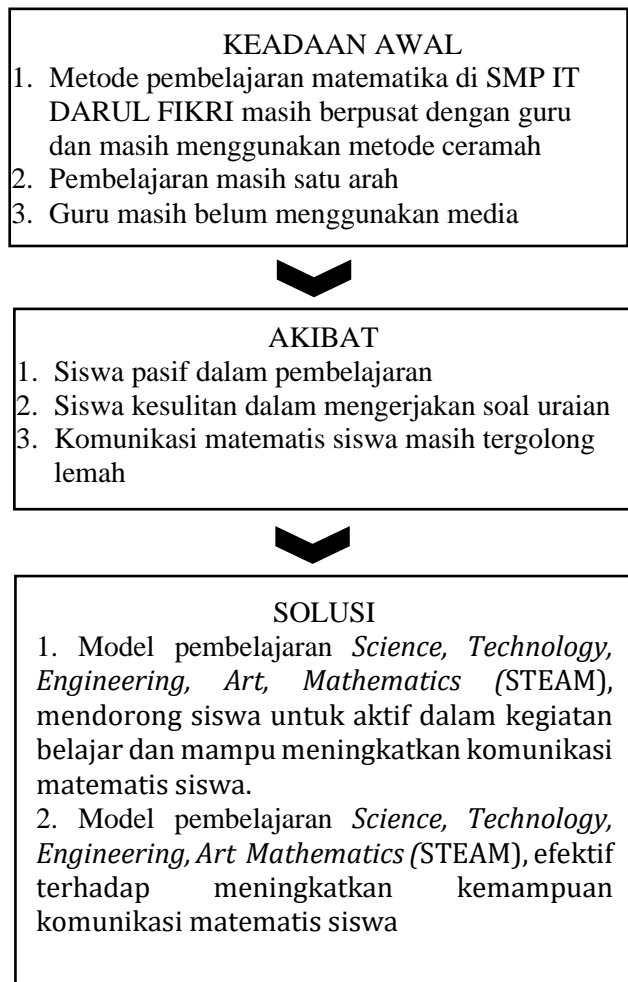 KEADAAN AWAL
1. Metode pembelajaran matematika di SMP IT
DARUL FIKRI masih berpusat dengan guru
dan masih menggunakan metode ceramah
2. Pembelajaran masih satu arah
3. Guru masih belum menggunakan media
AKIBAT
1. Siswa pasif dalam pembelajaran
2. Siswa kesulitan dalam mengerjakan soal uraian
3. Komunikasi matematis siswa masih tergolong
lemah
SOLUSI
1. Model pembelajaran Science, Technology,
Engineering, Art, Mathematics (STEAM),
mendorong siswa untuk aktif dalam kegiatan
belajar dan mampu meningkatkan komunikasi
matematis siswa.
2. Model pembelajaran Science, Technology,
Engineering, Art Mathematics (STEAM), efektif
terhadap meningkatkan kemampuan
komunikasi matematis siswa